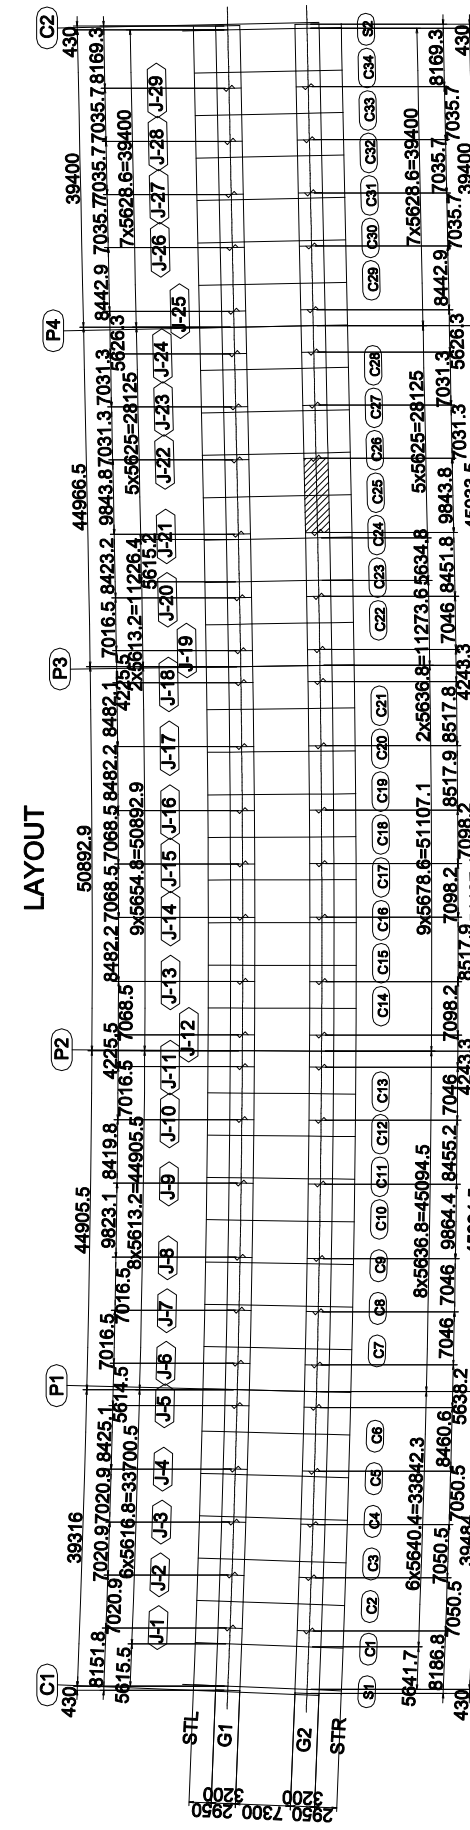 LAYOUT
C1 P1 P2 P3 P4 C2
430 39316 44905.5 50892.9 44966.5 39400 430
8151.8 7020.9 7020.9 7020.9 8425.1 5614.5 7016.5 7016.5 9823.1 8419.8 7016.5 4225.5 7068.5 8482.2 7068.5 7068.5 8482.2 8482.1 4225.5 7016.5 8423.2 9843.8 7031.3 7031.3 5626.3 8442.9 7035.7 7035.7 7035.7 8169.3
5615.5 6x5616.8=33700.5 8x5613.2=44905.5 9x5654.8=50892.9 2x5613.2=11226.4 5615.2 5x5625=28125 7x5628.6=39400
J-1 J-2 J-3 J-4 J-5 J-6 J-7 J-8 J-9 J-10 J-11 J-12 J-13 J-14 J-15 J-16 J-17 J-18 J-19 J-20 J-21 J-22 J-23 J-24 J-25 J-26 J-27 J-28 J-29
STL
G1
G2
STR
2950 3200 7300 3200 2950
S1 C1 C2 C3 C4 C5 C6 C7 C8 C9 C10 C11 C12 C13 C14 C15 C16 C17 C18 C19 C20 C21 C22 C23 C24 C25 C26 C27 C28 C29 C30 C31 C32 C33 C34 S2
5641.7 6x5640.4=33842.3 8x5636.8=45094.5 9x5678.6=51107.1 2x5636.8=11273.6 5634.8 5x5625=28125 7x5628.6=39400
8186.8 7050.5 7050.5 7050.5 8460.6 5638.2 7046 7046 9864.4 8455.2 7046 4243.3 7098.2 8517.9 7098.2 7098.2 8517.9 8517.8 4243.3 7046 8451.8 9843.8 7031.3 7031.3 5626.3 8442.9 7035.7 7035.7 7035.7 8169.3
430 39484 39400 430